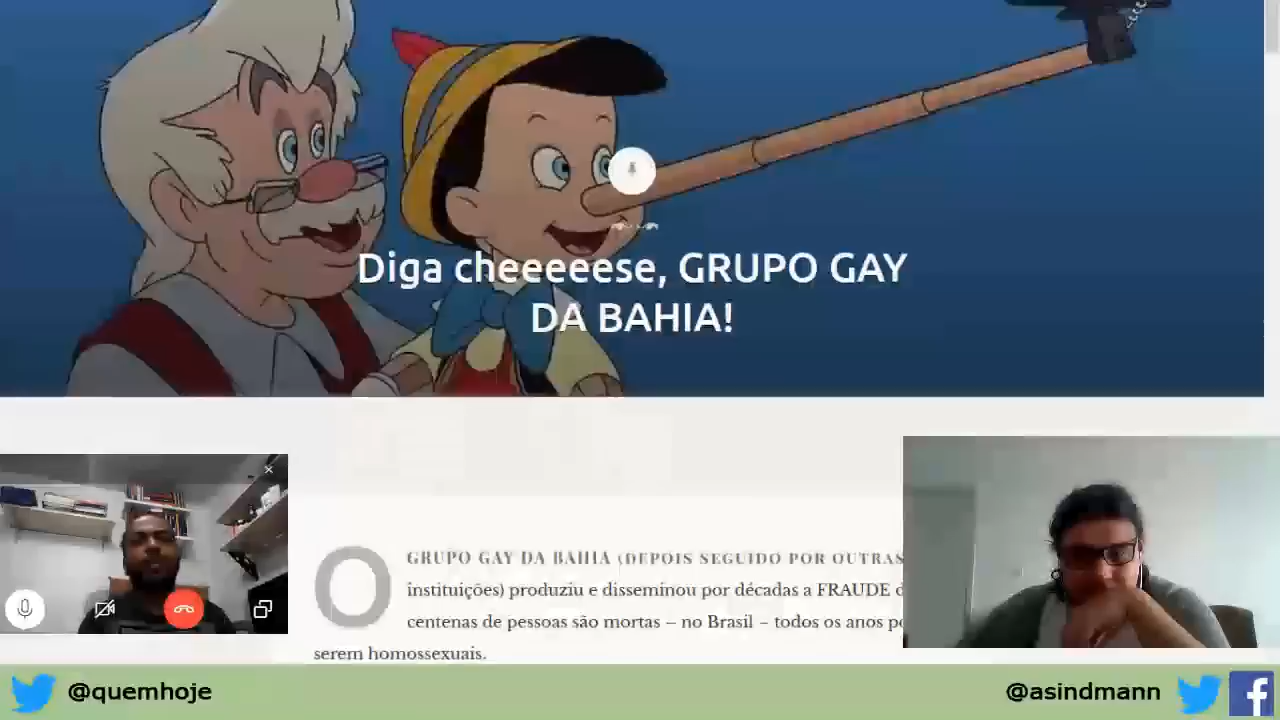 Diga cheeeeese, GRUPO GAY
DA BAHIA!
O GRUPO GAY DA BAHIA (DEPOIS SEGUIDO POR OUTRAS
instituições) produziu e disseminou por décadas a FRAUDE
centenas de pessoas são mortas – no Brasil – todos os anos
serem homossexuais.
@quemhoje
@asindmann